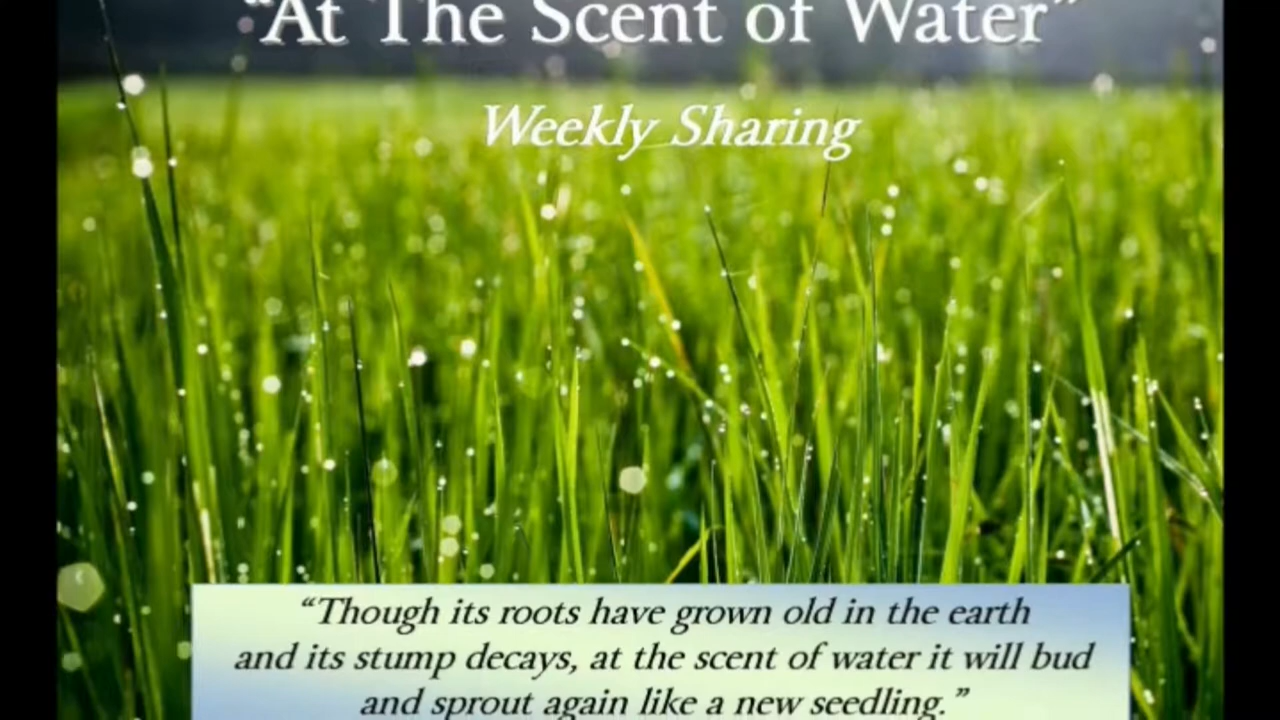 “At The Scent of Water”
Weekly Sharing
“Though its roots have grown old in the earth
and its stump decays, at the scent of water it will bud
and sprout again like a new seedling.”